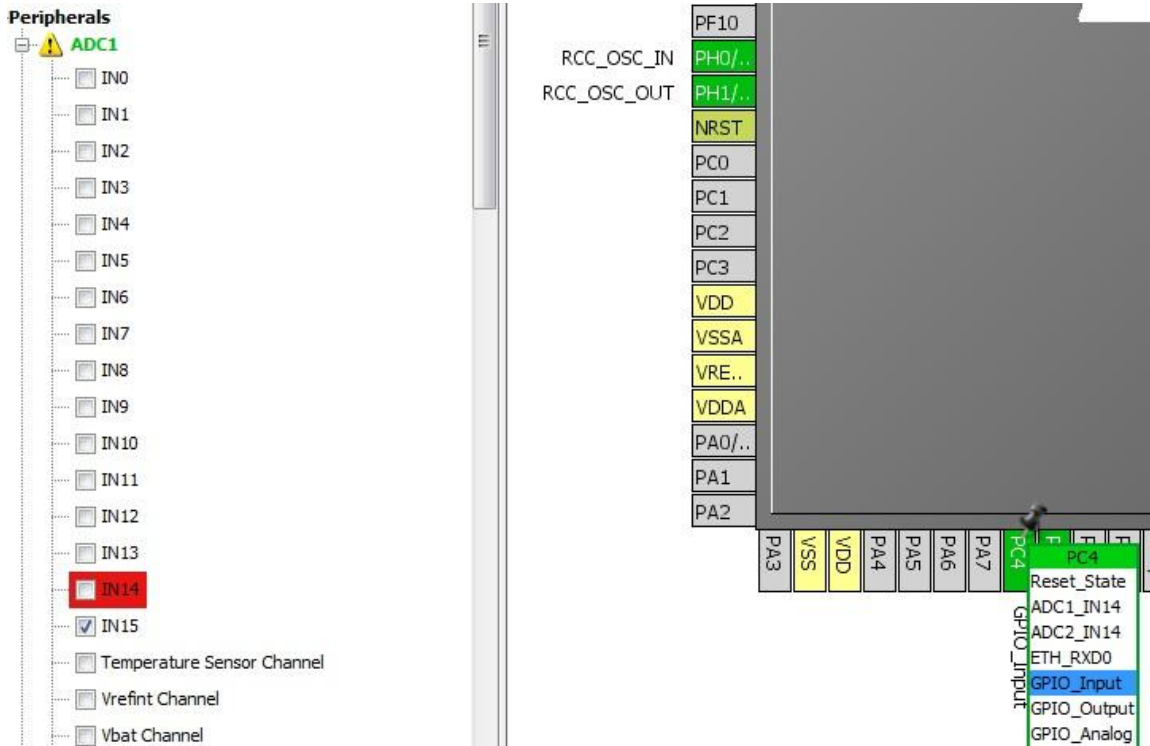 Peripherals
ADC1
IN0
IN1
IN2
IN3
IN4
IN5
IN6
IN7
IN8
IN9
IN10
IN11
IN12
IN13
IN14
IN15
Temperature Sensor Channel
Vrefint Channel
Vbat Channel
PF10
RCC_OSC_IN PH0/..
RCC_OSC_OUT PH1/..
NRST
PC0
PC1
PC2
PC3
VDD
VSSA
VRE..
VDDA
PA0/..
PA1
PA2
PA3
VSS
VDD
PA4
PA5
PA6
PA7
PC4
GPIO_Input
PC4
Reset_State
ADC1_IN14
ADC2_IN14
ETH_RXD0
GPIO_Input
GPIO_Output
GPIO_Analog